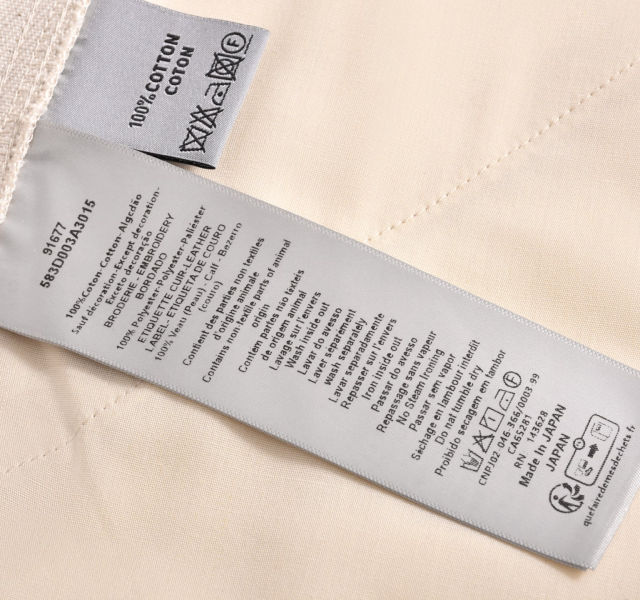 100% COTTON
COTON
91677
583D003A3015
100%Coton-Cotton-Algodão
Sauf décoration-Except decoration-
Exceto decoração
BRODERIE - EMBROIDERY
BORDADO
100% Polyester-Polyester-Poliéster
ETIQUETTE CUIR-LEATHER
LABEL- ETIQUETA DE COURO
100% Veau (Peau) - Calf - Bezerro
(couro)
Contient des parties non textiles
d'origine animale
Contains non textile parts of animal
origin
Contem partes não taxtéis
de origem animal
Lavage sur l'envers
Wash inside out
Lavar do avesso
Laver séparément
wash separately
Lavar separadamente
Repasser sur l'envers
Iron inside out
Passar do avesso
Repassage sans vapeur
No Steam fronting
Passar sem vapor
Séchage en tambour interdit
Do not tumble dry
Proibido secagem em tambor
CNPJ02 046 366/0003 99
CA65281
RN 143628
Made In JAPAN
JAPAN
quefairedemesdechets.fr